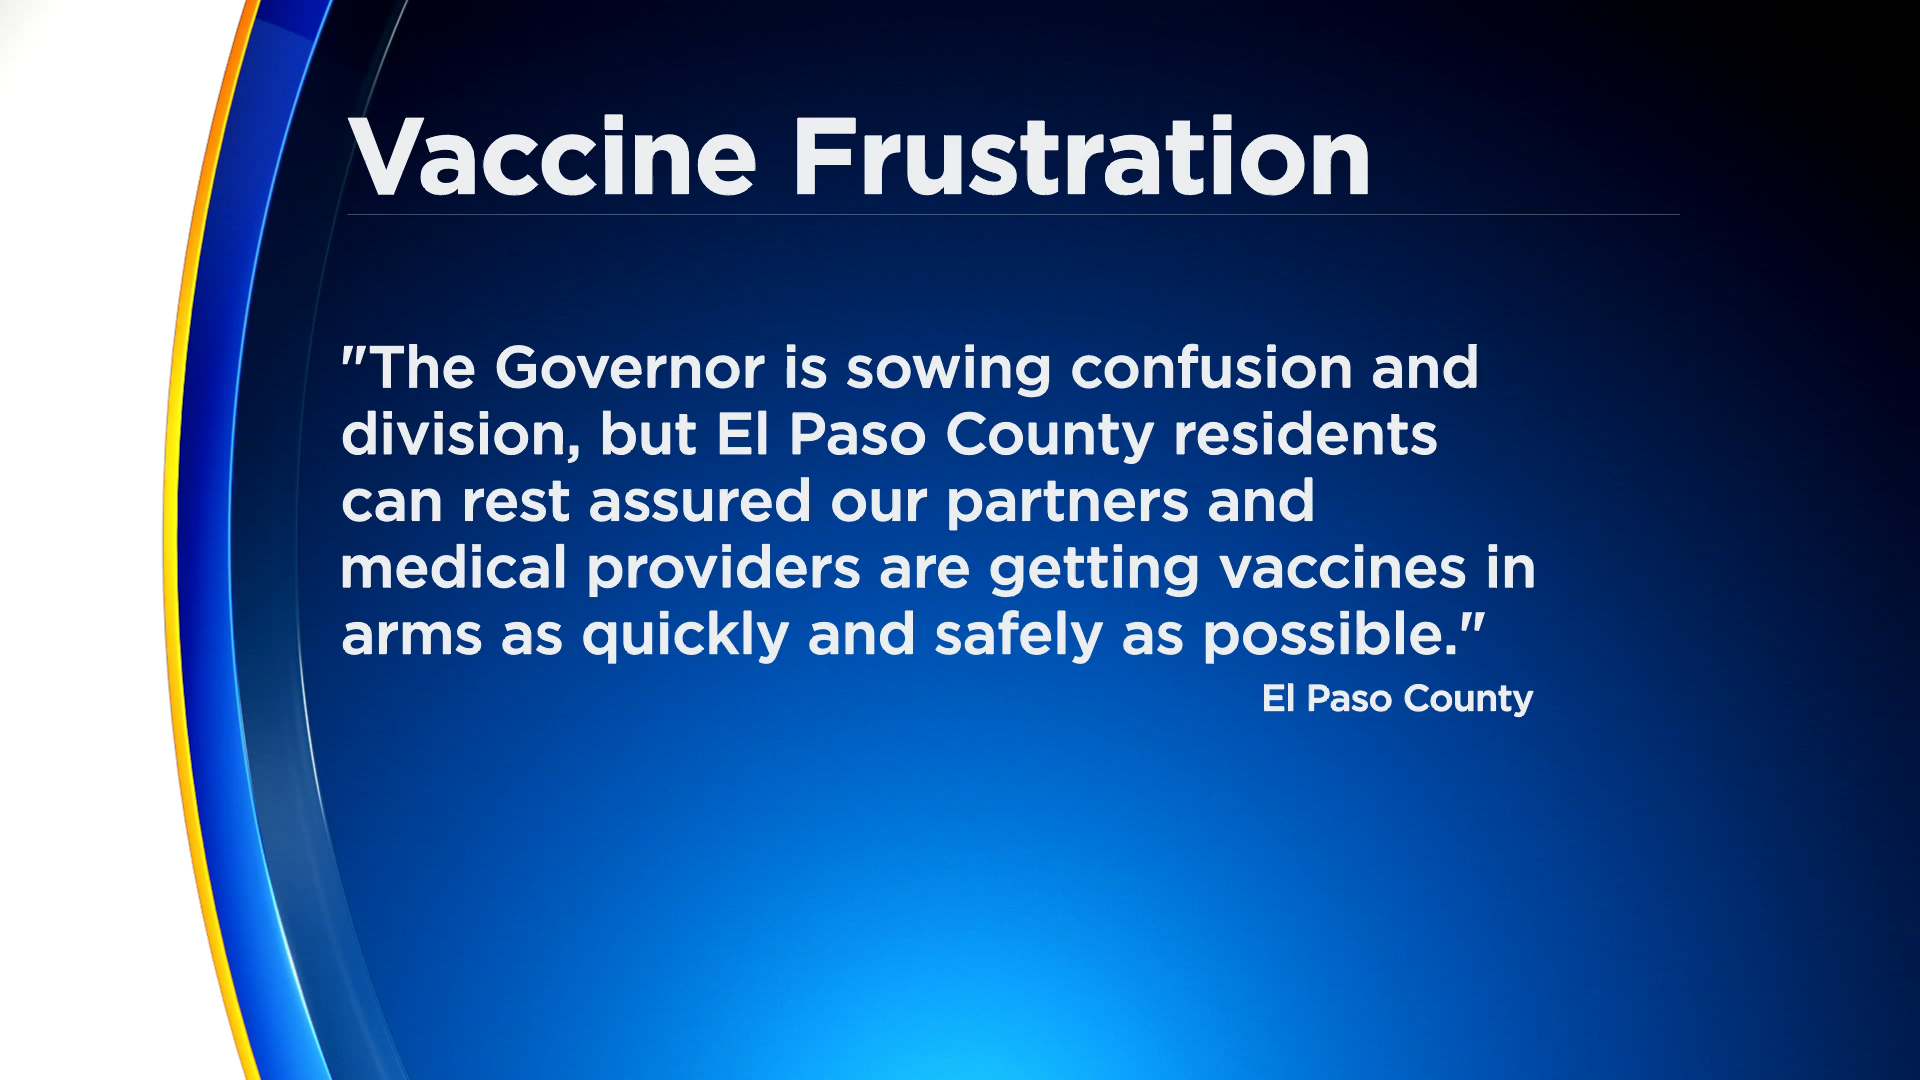 Vaccine Frustration
"The Governor is sowing confusion and
division, but El Paso County residents
can rest assured our partners and
medical providers are getting vaccines in
arms as quickly and safely as possible."
El Paso County